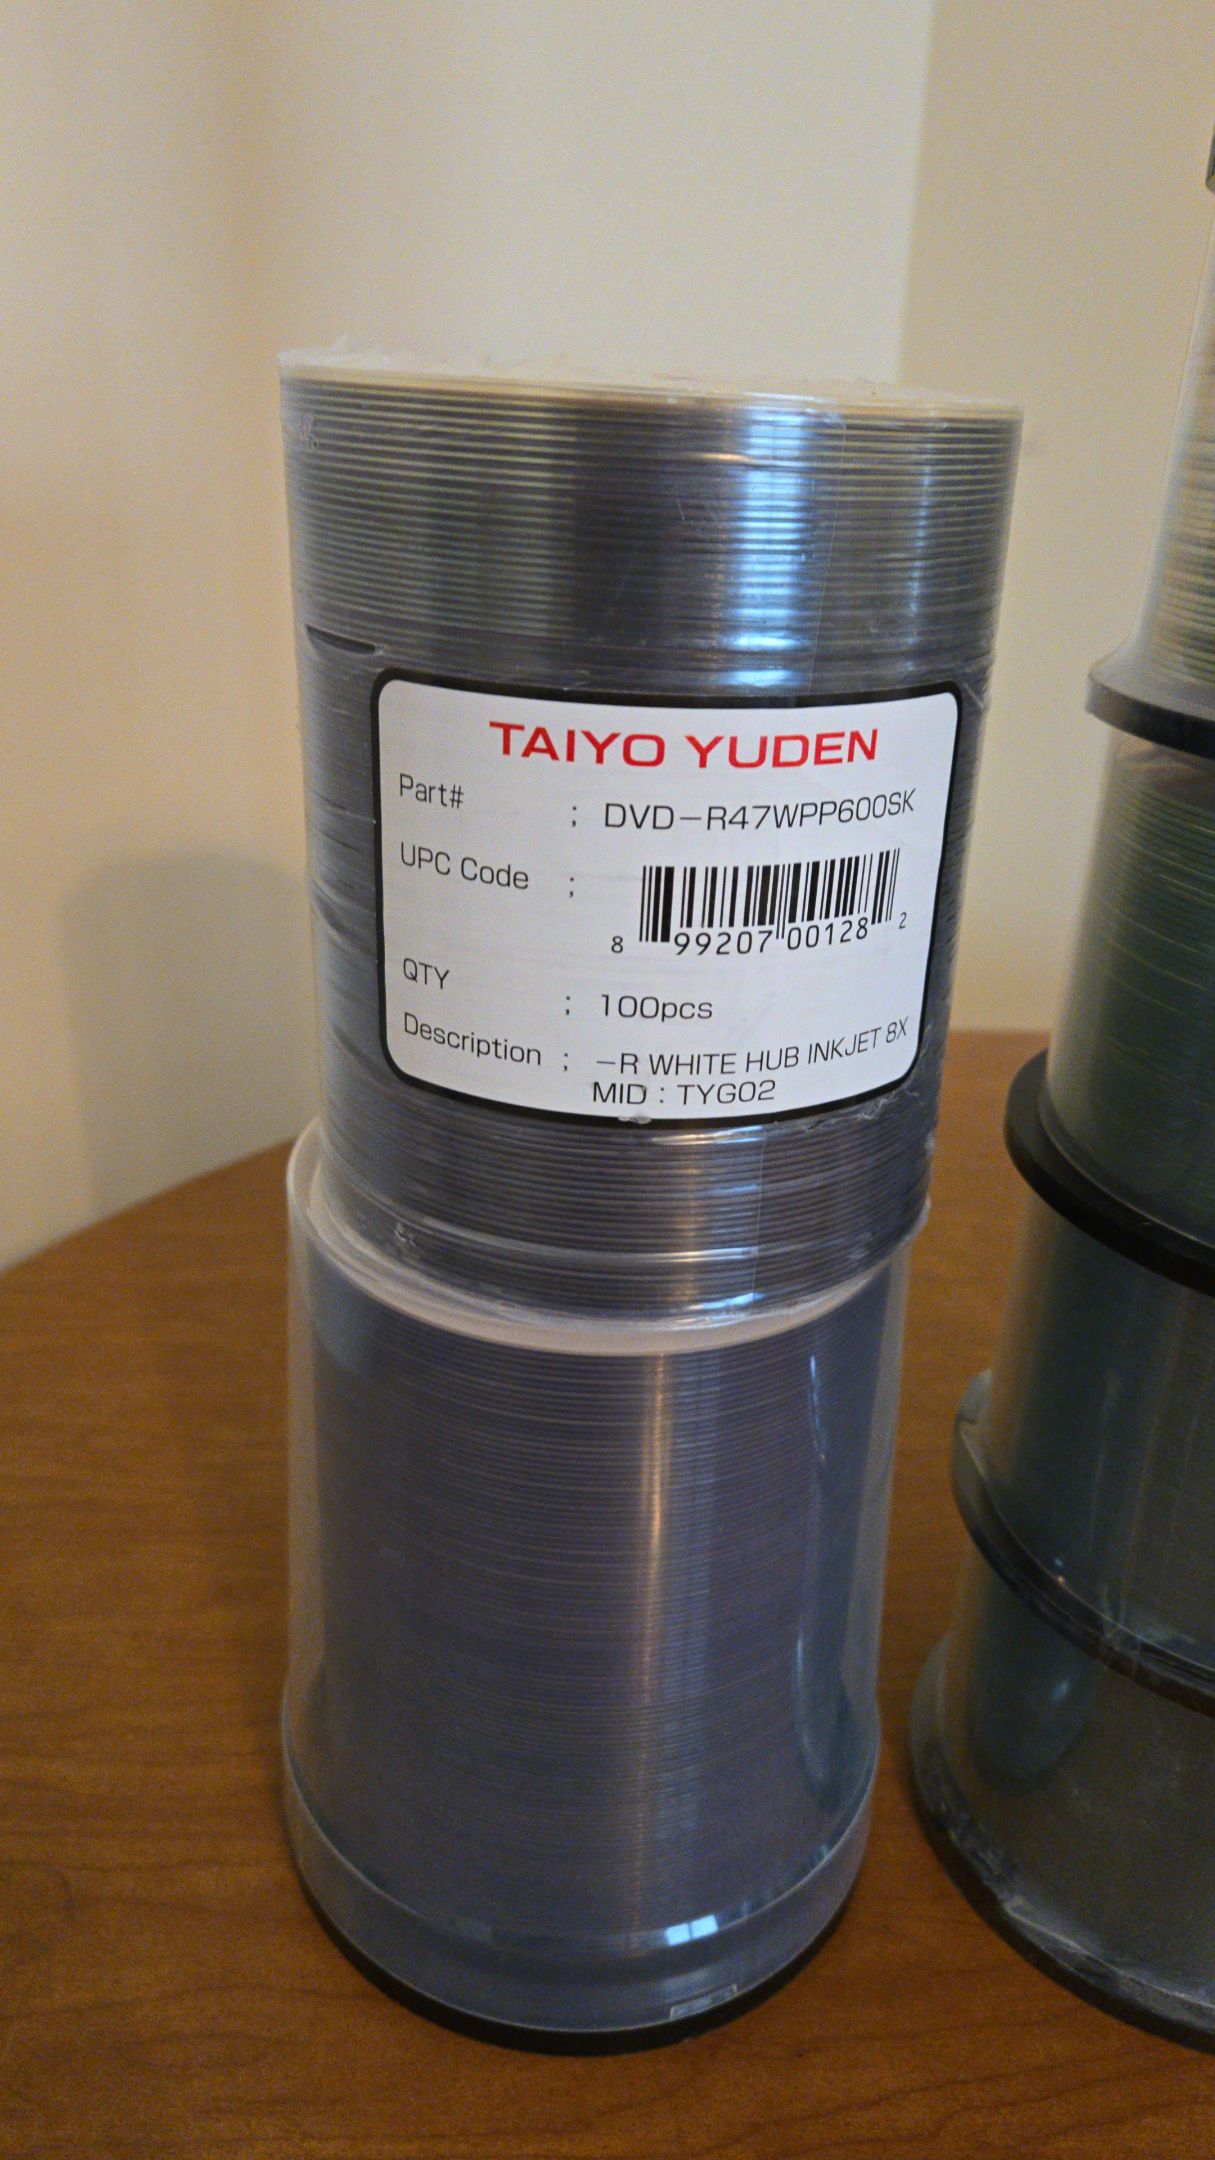 TAIYO YUDEN
Part# ; DVD-R47WPP600SK
UPC Code ; 8 99207 00128 2
QTY ; 100pcs
Description ; -R WHITE HUB INKJET 8X
MID : TYG02